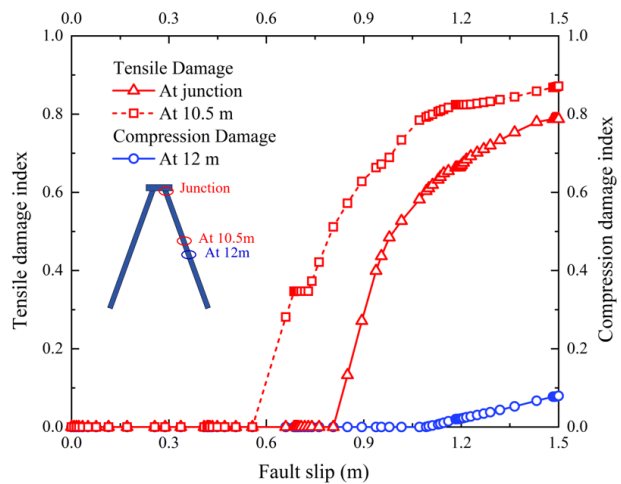 0.0 0.3 0.6 0.9 1.2 1.5
1.0 1.0
Tensile Damage
At junction
At 10.5 m
Compression Damage
At 12 m
0.8 0.8
Junction
0.6 0.6
At 10.5m
At 12m
0.4 0.4
0.2 0.2
0.0 0.0
Tensile damage index
Compression damage index
0.0 0.3 0.6 0.9 1.2 1.5
Fault slip (m)